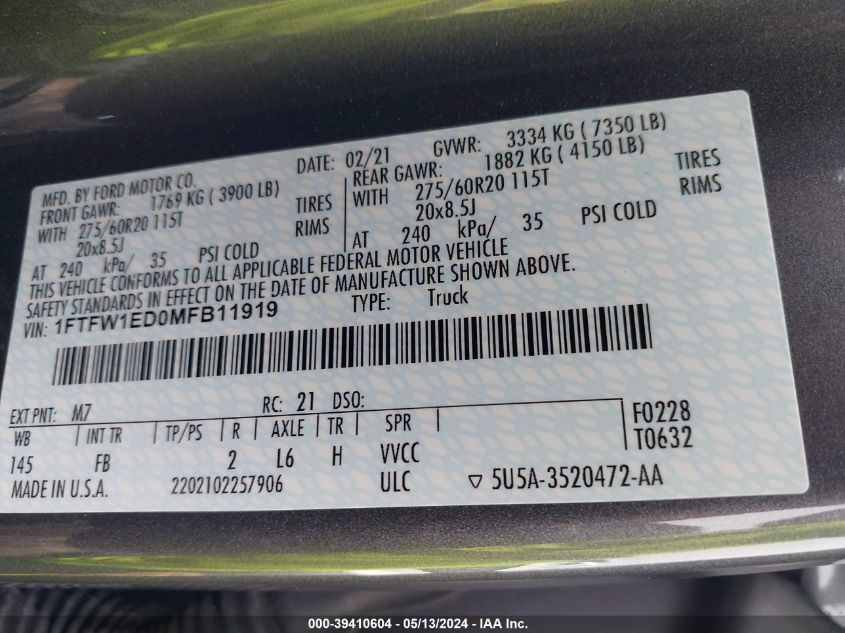 MFD. BY FORD MOTOR CO. DATE: 02/21 GVWR: 3334 KG ( 7350 LB)
FRONT GAWR: 1769 KG ( 3900 LB) REAR GAWR: 1882 KG ( 4150 LB)
WITH 275/60R20 115T TIRES WITH 275/60R20 115T TIRES
20x8.5J RIMS 20x8.5J RIMS
AT 240 kPa/ 35 PSI COLD AT 240 kPa/ 35 PSI COLD
THIS VEHICLE CONFORMS TO ALL APPLICABLE FEDERAL MOTOR VEHICLE
SAFETY STANDARDS IN EFFECT ON THE DATE OF MANUFACTURE SHOWN ABOVE.
VIN: 1FTFW1ED0MFB11919 TYPE: Truck
EXT PNT: M7 RC: 21 DSO:
WB INT TR TP/PS R AXLE TR SPR F0228
145 FB 2 L6 H VVCC T0632
MADE IN U.S.A. 2202102257906 ULC ▽ 5U5A-3520472-AA
000-39410604 - 05/13/2024 - IAA Inc.